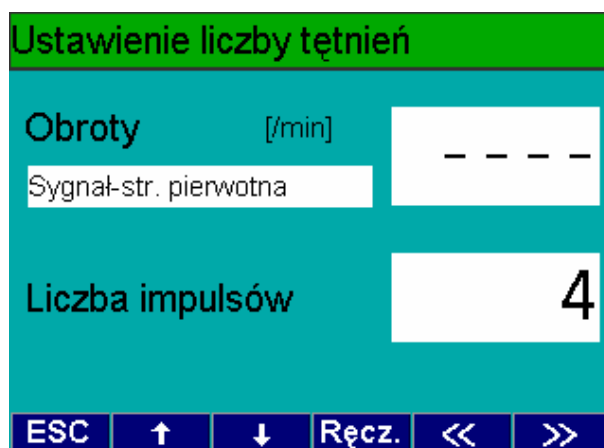 Ustawienie liczby tętnień
Obroty [/min] – – – –
Sygnał-str. pierwotna
Liczba impulsów 4
ESC ↑ ↓ Ręcz. << >>